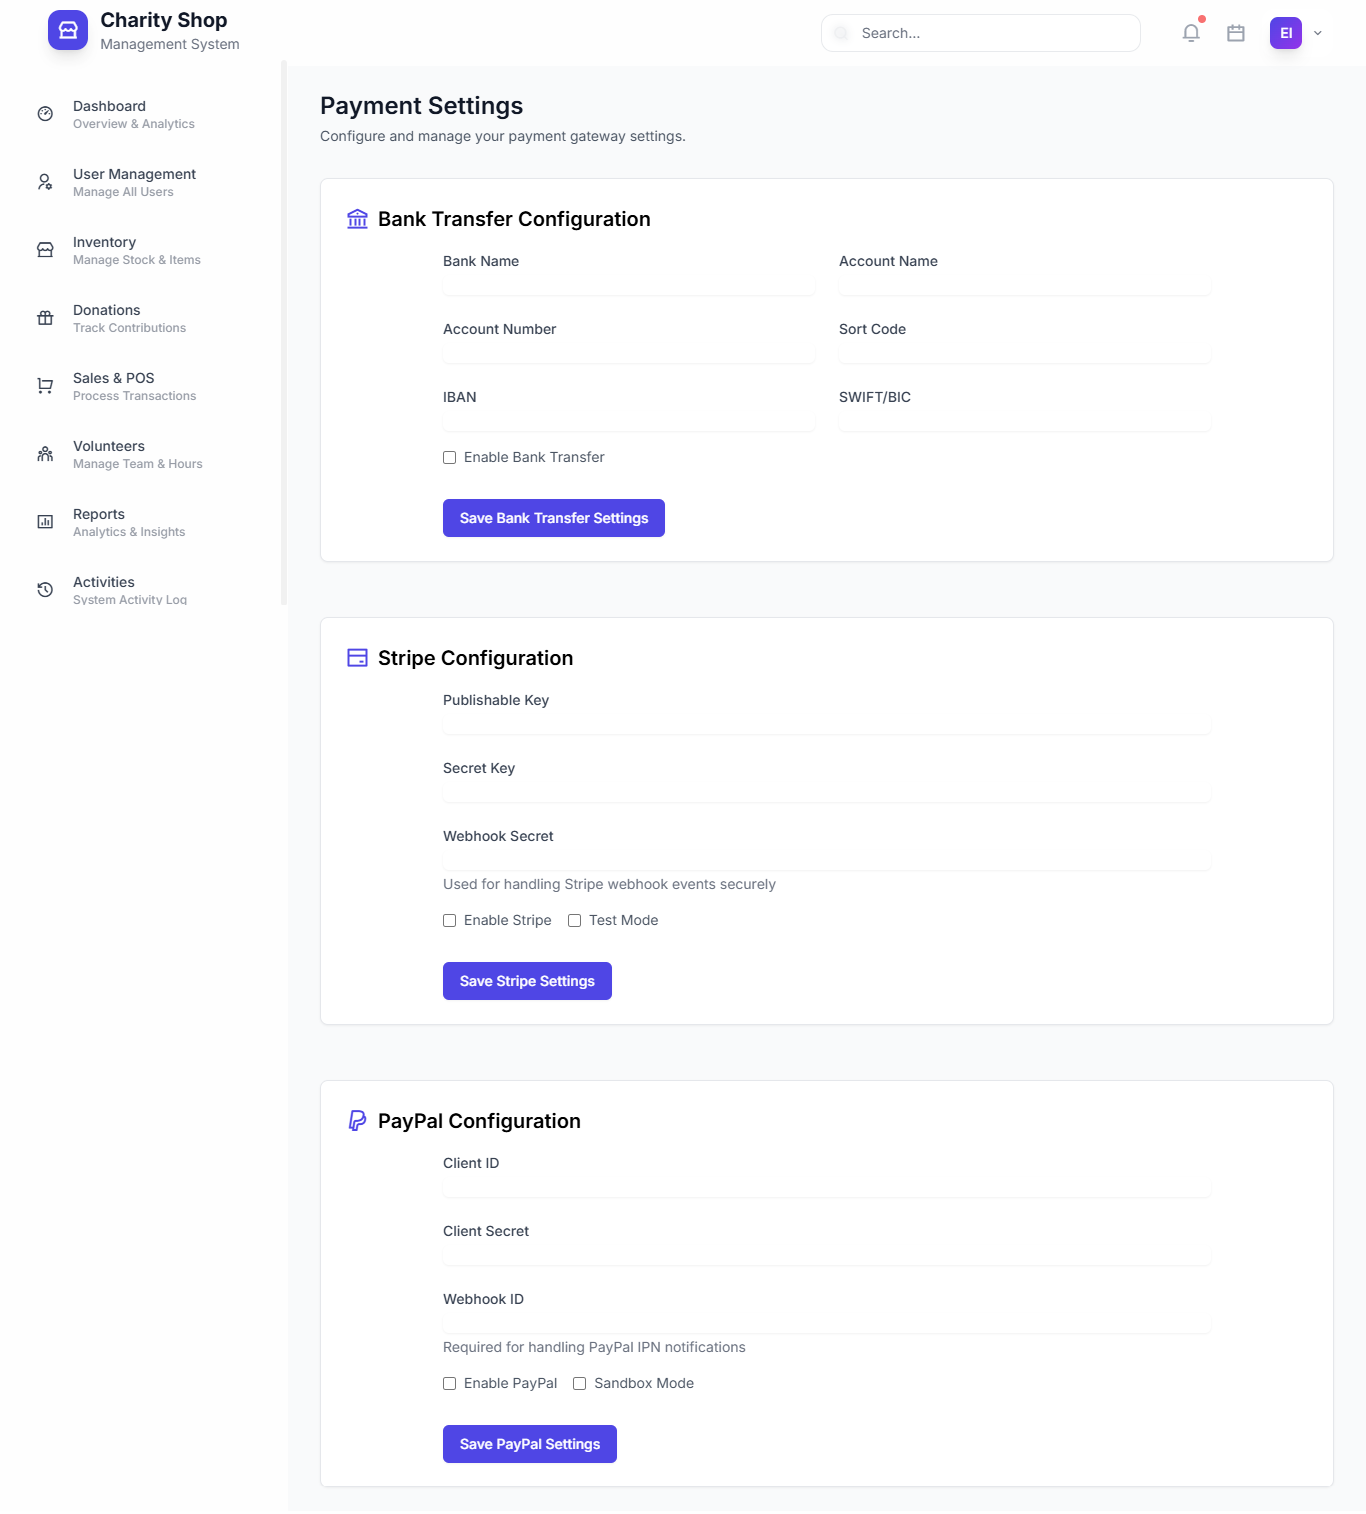 Charity Shop
Management System
Search...
EI
Dashboard
Overview & Analytics
User Management
Manage All Users
Inventory
Manage Stock & Items
Donations
Track Contributions
Sales & POS
Process Transactions
Volunteers
Manage Team & Hours
Reports
Analytics & Insights
Activities
System Activity Log
Payment Settings
Configure and manage your payment gateway settings.
Bank Transfer Configuration
Bank Name
Account Name
Account Number
Sort Code
IBAN
SWIFT/BIC
Enable Bank Transfer
Save Bank Transfer Settings
Stripe Configuration
Publishable Key
Secret Key
Webhook Secret
Used for handling Stripe webhook events securely
Enable Stripe
Test Mode
Save Stripe Settings
PayPal Configuration
Client ID
Client Secret
Webhook ID
Required for handling PayPal IPN notifications
Enable PayPal
Sandbox Mode
Save PayPal Settings